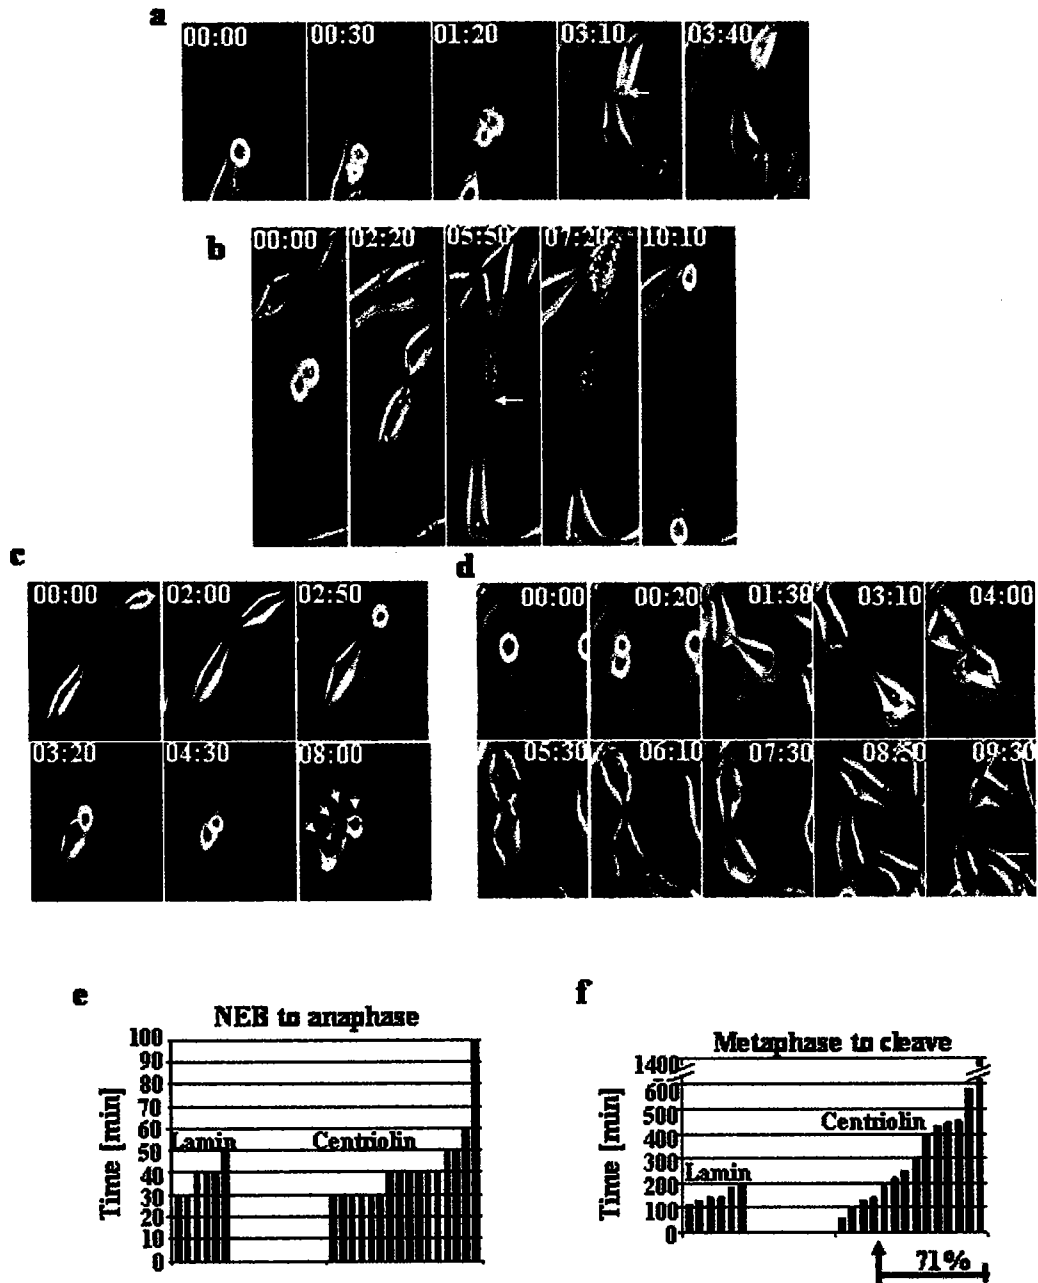 a
00:00 00:30 01:20 03:10 03:40
b
00:00 02:20 05:50 07:20 10:10
c
00:00 02:00 02:50
03:20 04:30 08:00
d
00:00 00:20 01:30 03:10 04:00
05:30 06:10 07:30 08:50 09:30
e
NEB to anaphase
Time [min]
100
90
80
70
60
50
40
30
20
10
0
Lamin Centriolin
f
Metaphase to cleave
Time [min]
1400
600
500
400
300
200
100
0
Centriolin
Lamin
71%